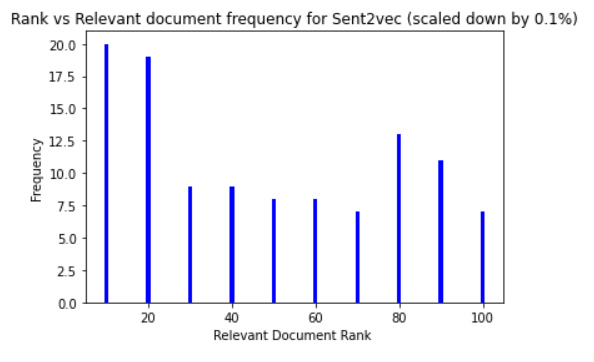 Rank vs Relevant document frequency for Sent2vec (scaled down by 0.1%)
20.0
17.5
15.0
12.5
10.0
7.5
5.0
2.5
0.0
Frequency
20 40 60 80 100
Relevant Document Rank